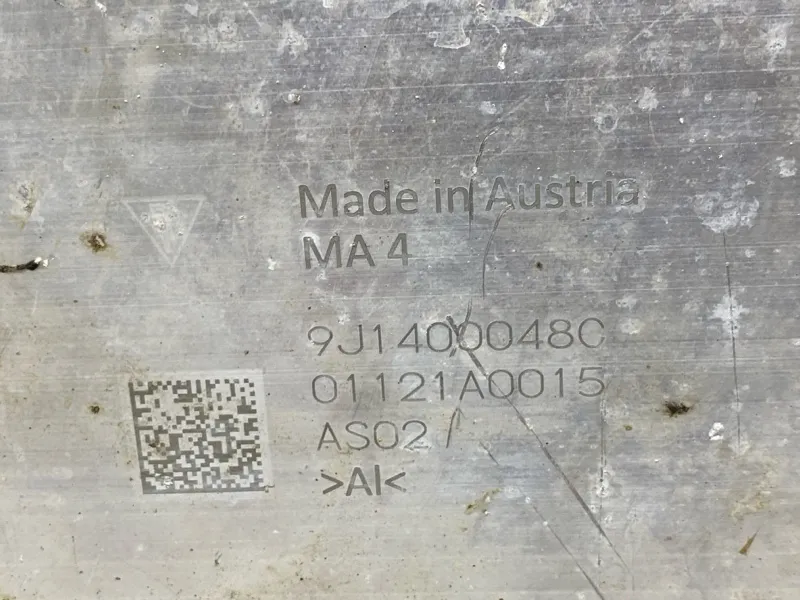 Made in Austria
MA 4
9J1400048C
01121A0015
AS02
>Al<